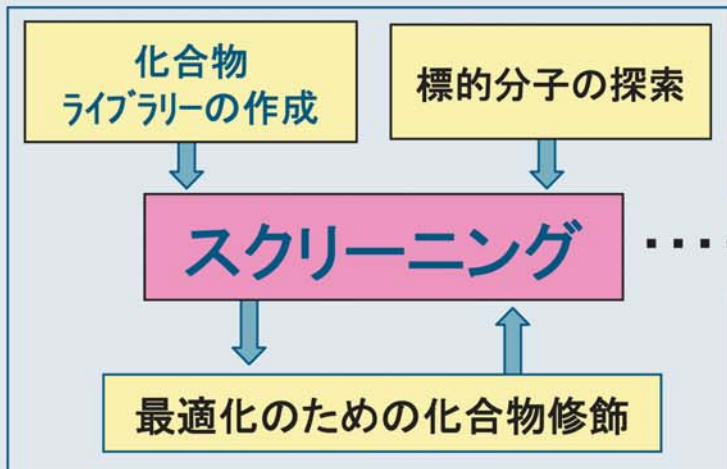 化合物
ライブラリーの作成
標的分子の探索
スクリーニング
・・・・
最適化のための化合物修飾